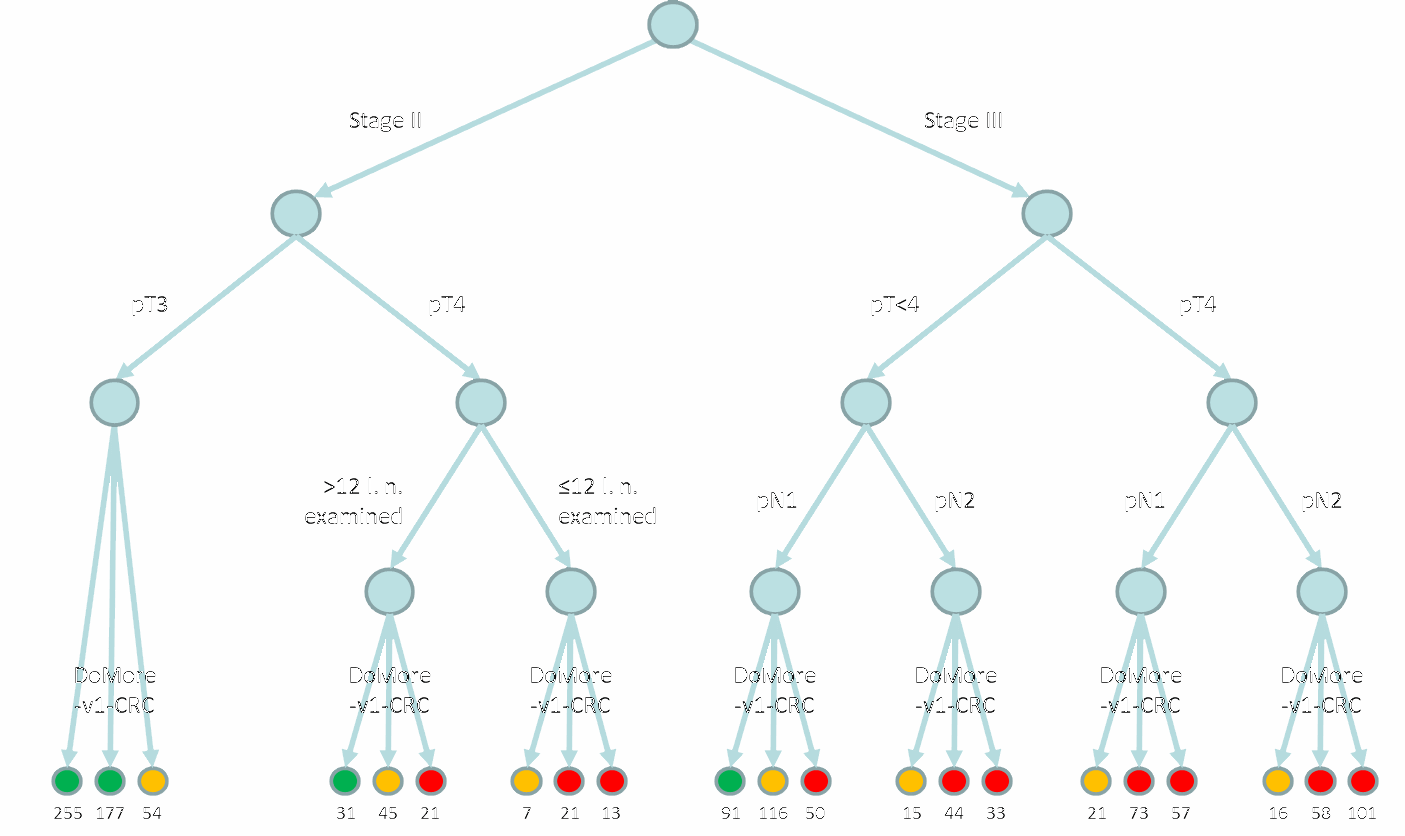 Stage II
Stage III
pT3
pT4
pT<4
pT4
>12 l. n.
examined
≤12 l. n.
examined
pN1
pN2
pN1
pN2
DoMore
-v1-CRC
DoMore
-v1-CRC
DoMore
-v1-CRC
DoMore
-v1-CRC
DoMore
-v1-CRC
DoMore
-v1-CRC
DoMore
-v1-CRC
255 177 54
31 45 21
7 21 13
91 116 50
15 44 33
21 73 57
16 58 101